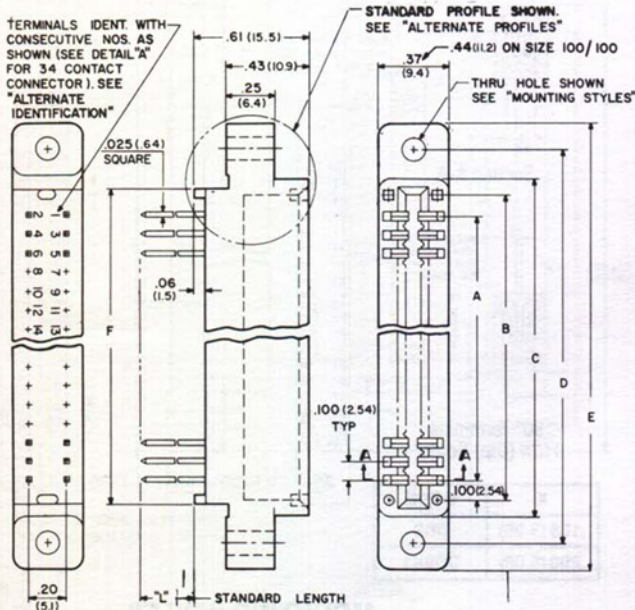 TERMINALS IDENT. WITH
CONSECUTIVE NOS. AS
SHOWN (SEE DETAIL "A"
FOR 34 CONTACT
CONNECTOR). SEE
"ALTERNATE
IDENTIFICATION"
.61 (15.5)
.43 (10.9)
.25
(6.4)
STANDARD PROFILE SHOWN.
SEE "ALTERNATE PROFILES"
.37
(9.4)
.44 (11.2) ON SIZE 100/100
THRU HOLE SHOWN
SEE "MOUNTING STYLES"
.025 (.64)
SQUARE
2 1
4 3
6 5
8 7
10 9
12 11
14 13
.06
(1.5)
F
A
B
C
D
E
.100 (2.54)
TYP
A A
.100 (2.54)
.20
(5.1)
"L"
STANDARD LENGTH